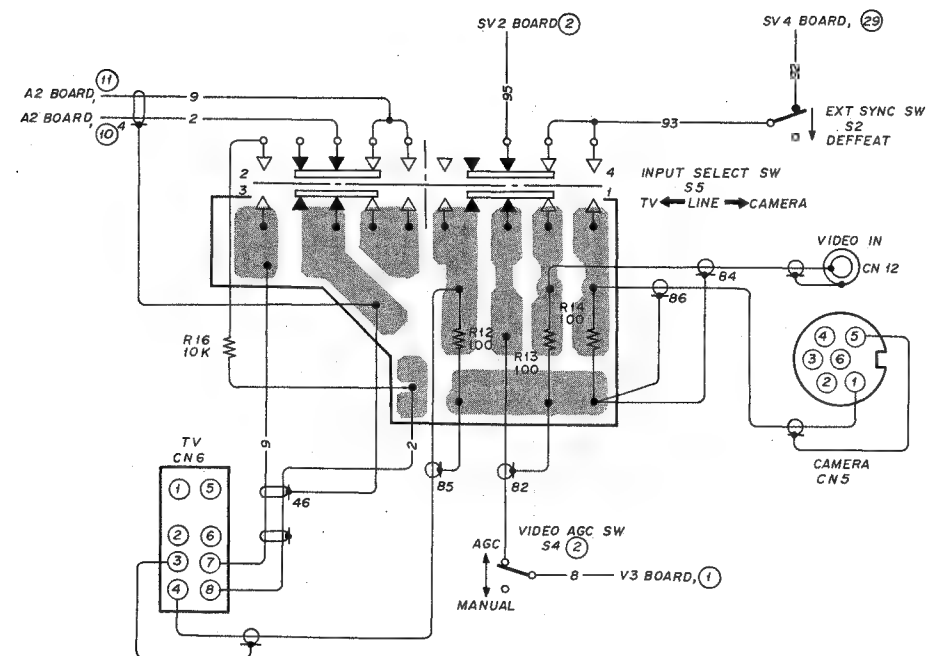 SV 2 BOARD 2
SV 4 BOARD, 29
A2 BOARD, 11
9
A2 BOARD, 10
4
2
95
92
93
EXT SYNC SW
S2
DEFFEAT
2
3
4
1
INPUT SELECT SW
S5
TV LINE CAMERA
VIDEO IN
CN 12
84
86
R16
10K
R12
100
R13
100
R14
100
4 5
3 6
2 1
CAMERA
CN5
9
2
TV
CN6
1 5
2 6
3 7
4 8
46
85
82
VIDEO AGC SW
S4 2
AGC
MANUAL
8
V3 BOARD, 1